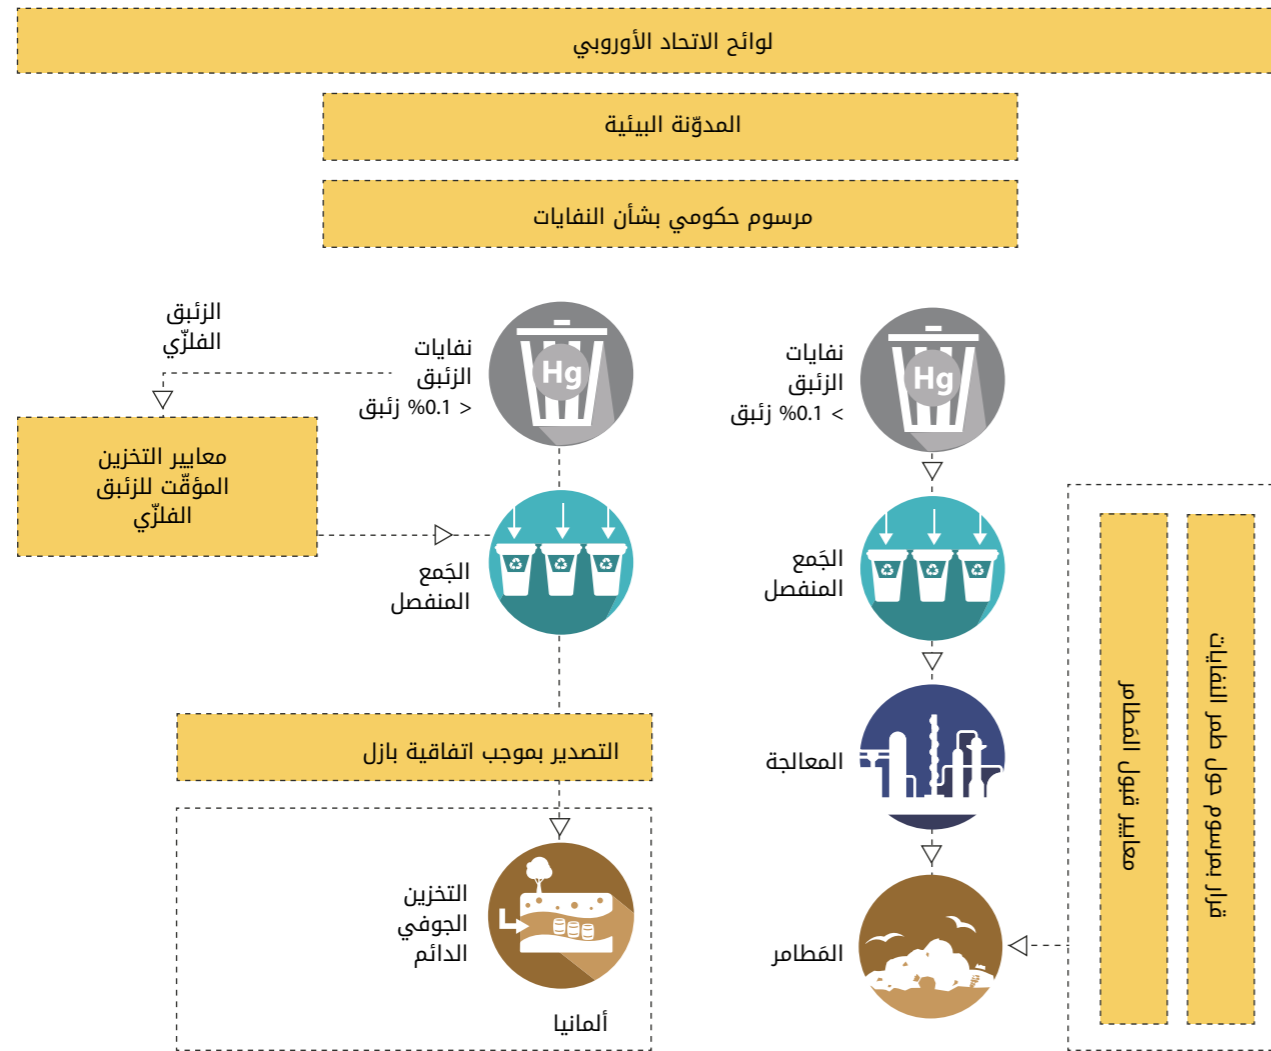 لوائح الاتحاد الأوروبي
المدوّنة البيئية
مرسوم حكومي بشأن النفايات
نفايات
الزئبق
> 0.1% زئبق
Hg
الجَمع
المنفصل
المعالجة
المَطامر
قرار بمرسوم حول طمر النفايات
معايير قبول المَطامر
نفايات
الزئبق
< 0.1% زئبق
Hg
الزئبق
الفلزّي
معايير التخزين
المؤقّت للزئبق
الفلزّي
الجَمع
المنفصل
التصدير بموجب اتفاقية بازل
التخزين
الجوفي
الدائم
ألمانيا